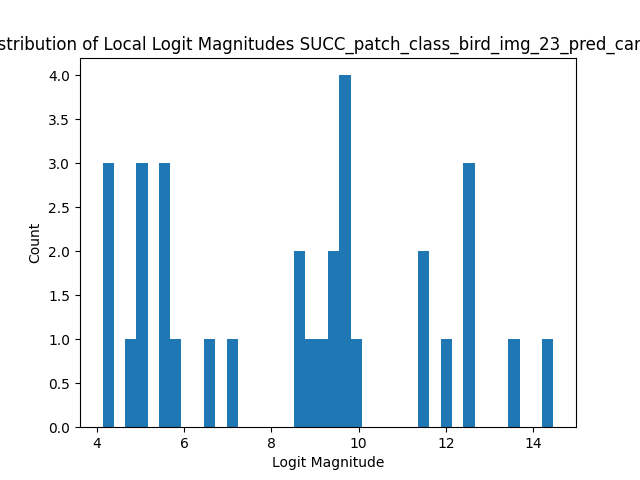 stribution of Local Logit Magnitudes SUCC_patch_class_bird_img_23_pred_car
4.0
3.5
3.0
2.5
2.0
1.5
1.0
0.5
0.0
Count
4 6 8 10 12 14
Logit Magnitude